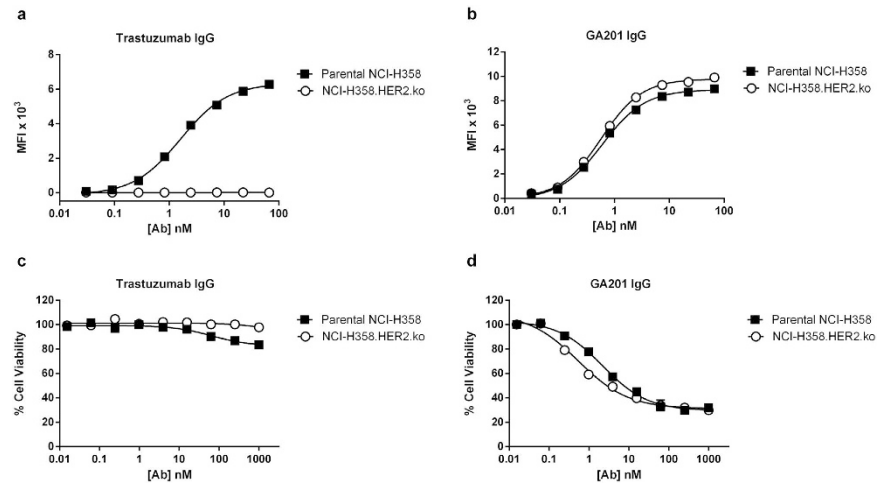 a
Trastuzumab IgG
8
6
4
2
0
MFI x 10³
0.01 0.1 1 10 100
[Ab] nM
Parental NCI-H358
NCI-H358.HER2.ko
b
GA201 IgG
12
10
8
6
4
2
0
MFI x 10³
0.01 0.1 1 10 100
[Ab] nM
Parental NCI-H358
NCI-H358.HER2.ko
c
Trastuzumab IgG
120
100
80
60
40
20
0
% Cell Viability
0.01 0.1 1 10 100 1000
[Ab] nM
Parental NCI-H358
NCI-H358.HER2.ko
d
GA201 IgG
120
100
80
60
40
20
0
% Cell Viability
0.01 0.1 1 10 100 1000
[Ab] nM
Parental NCI-H358
NCI-H358.HER2.ko